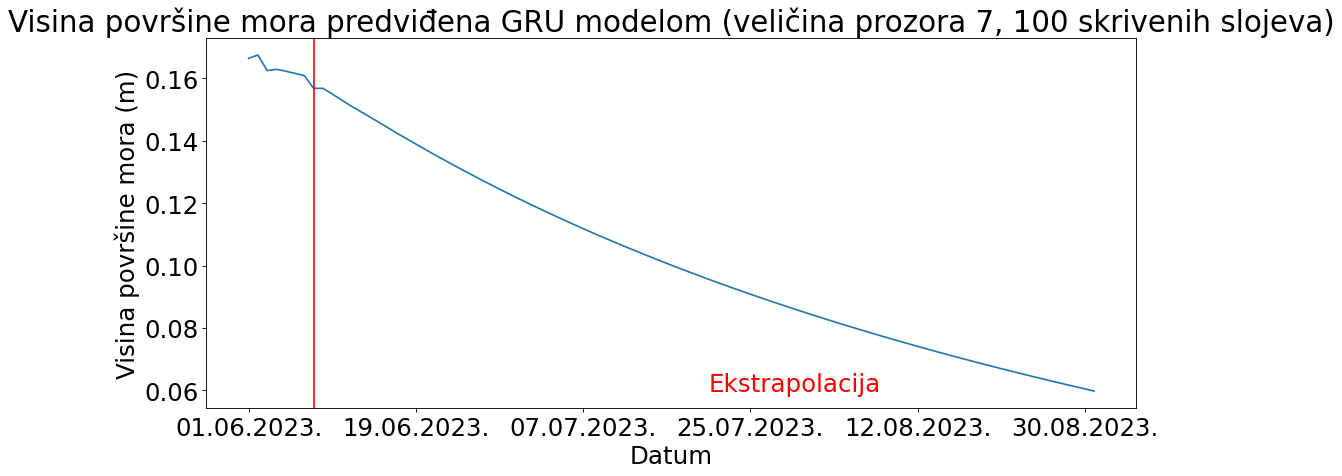 Visina površine mora predviđena GRU modelom (veličina prozora 7, 100 skrivenih slojeva)
Visina površine mora (m)
0.16
0.14
0.12
0.10
0.08
0.06
Ekstrapolacija
01.06.2023. 19.06.2023. 07.07.2023. 25.07.2023. 12.08.2023. 30.08.2023.
Datum